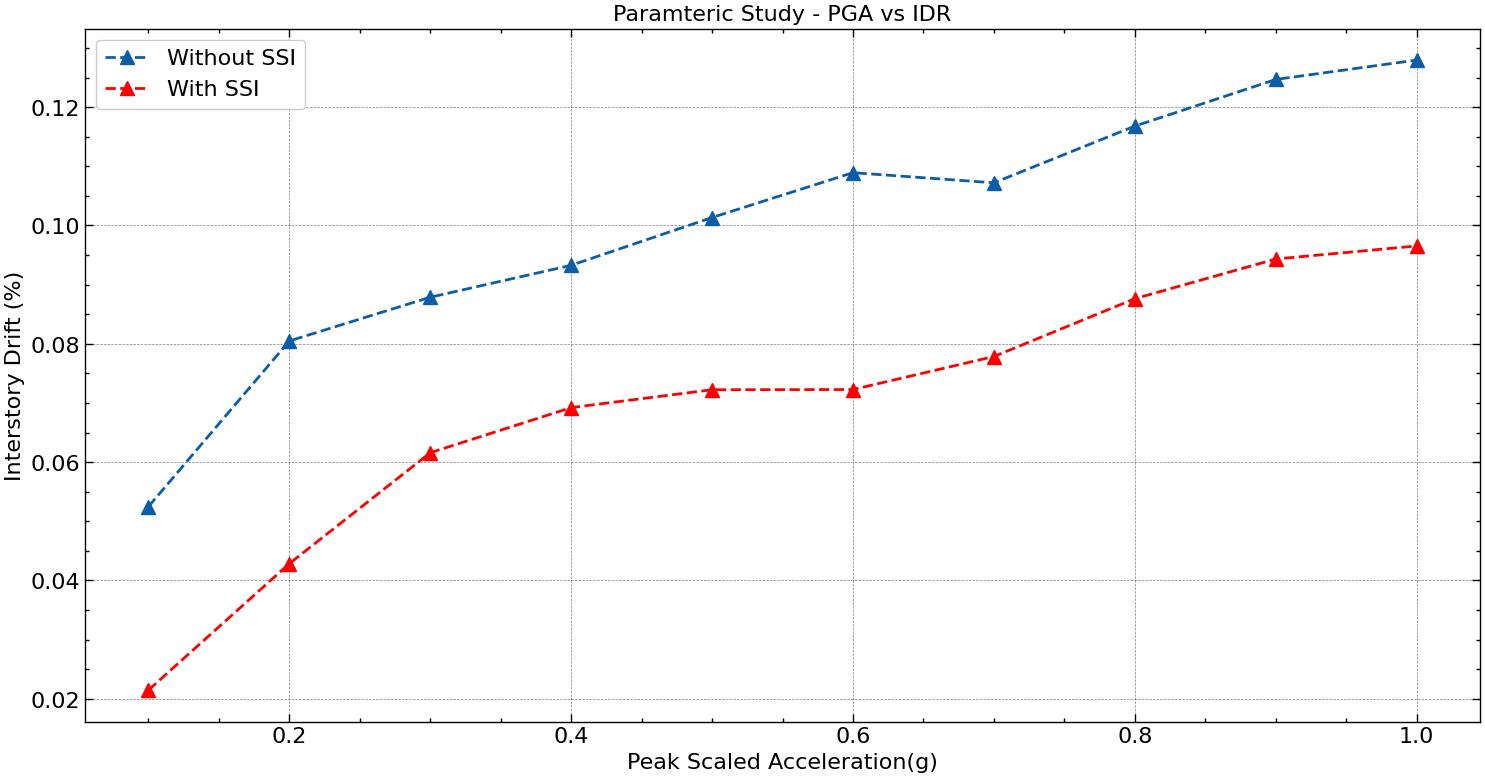 Paramteric Study - PGA vs IDR
Without SSI
With SSI
Interstory Drift (%)
0.12
0.10
0.08
0.06
0.04
0.02
0.2 0.4 0.6 0.8 1.0
Peak Scaled Acceleration(g)